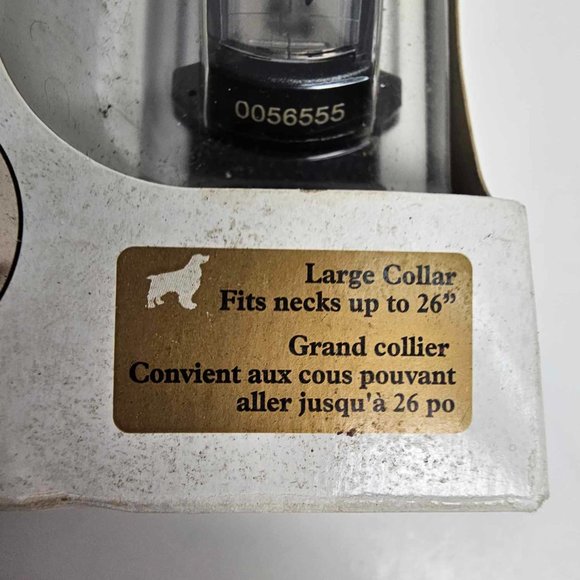 0056555
Large Collar
Fits necks up to 26”
Grand collier
Convient aux cous pouvant
aller jusqu'à 26 po